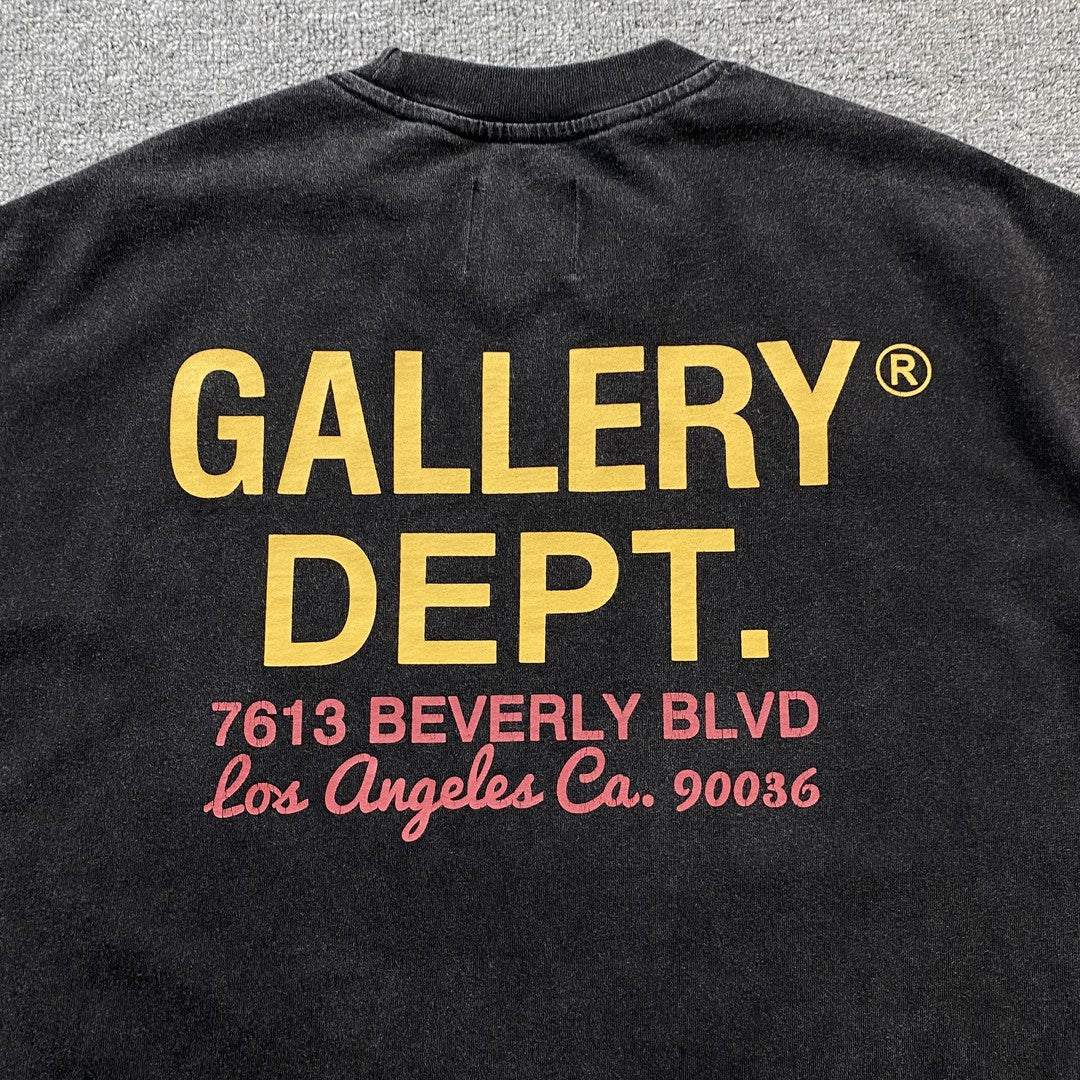 GALLERY®
DEPT.
7613 BEVERLY BLVD
Los Angeles Ca. 90036